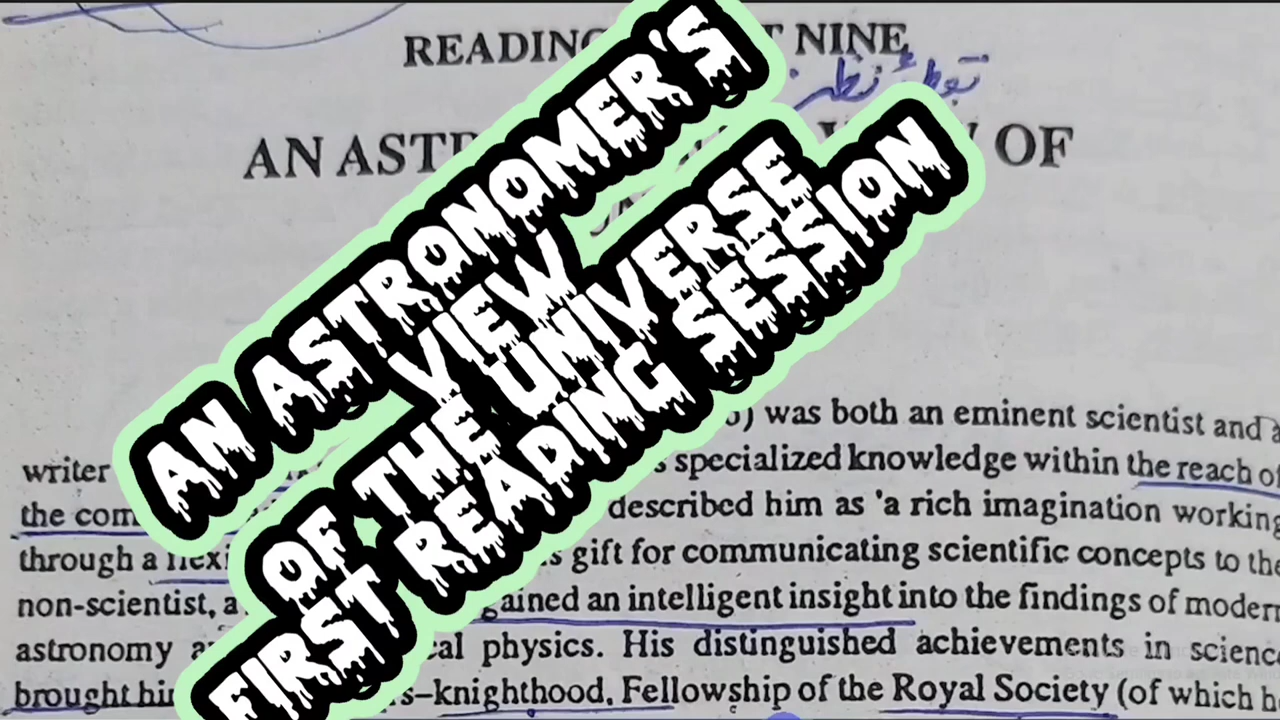 READING NINE
توطئہ نظر
AN OF
AN ASTRONOMER'S
VIEW
OF THE UNIVERSE
FIRST READING SESSION
was both an eminent scientist and a
writer specialized knowledge within the reach of
the described him as 'a rich imagination working
through a gift for communicating scientific concepts to the
non-scientist, gained an intelligent insight into the findings of modern
astronomy physics. His distinguished achievements in science
brought knighthood, Fellowship of the Royal Society (of which